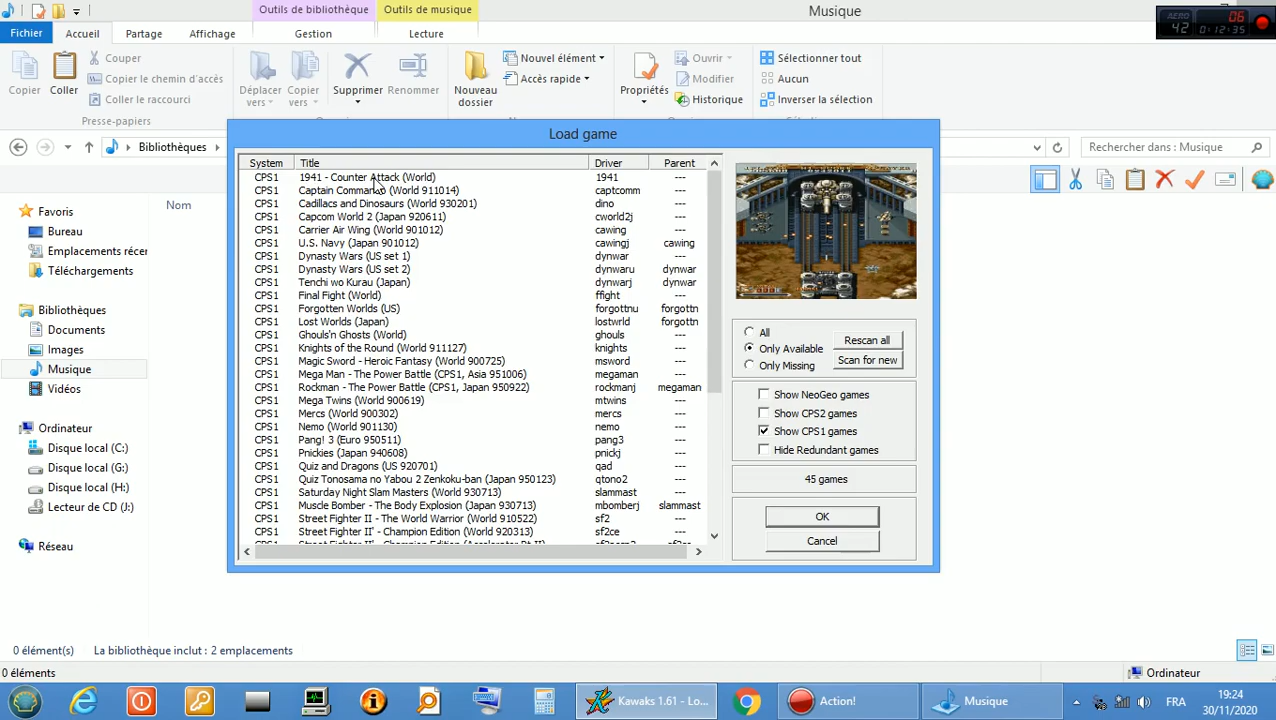 Outils de bibliothèque Outils de musique Musique
AERO 42 06 0:12:35
Fichier Accueil Partage Affichage Gestion Lecture
Copier
Coller
Couper
Copier le chemin d'accès
Coller le raccourci
Presse-papiers
Déplacer vers
Copier vers
Supprimer
Renommer
Nouveau dossier
Nouvel élément
Accès rapide
Propriétés
Ouvrir
Modifier
Historique
Sélectionner tout
Aucun
Inverser la sélection
Bibliothèques
Rechercher dans : Musique
Favoris
Bureau
Emplacements récen
Téléchargements
Bibliothèques
Documents
Images
Musique
Vidéos
Ordinateur
Disque local (C:)
Disque local (G:)
Disque local (H:)
Lecteur de CD (J:)
Réseau
Nom
Load game
System Title Driver Parent
CPS1 1941 - Counter Attack (World) 1941 ---
CPS1 Captain Commando (World 911014) captcomm ---
CPS1 Cadillacs and Dinosaurs (World 930201) dino ---
CPS1 Capcom World 2 (Japan 920611) cworld2j ---
CPS1 Carrier Air Wing (World 901012) cawing ---
CPS1 U.S. Navy (Japan 901012) cawingj cawing
CPS1 Dynasty Wars (US set 1) dynwar ---
CPS1 Dynasty Wars (US set 2) dynwaru dynwar
CPS1 Tenchi wo Kurau (Japan) dynwarj dynwar
CPS1 Final Fight (World) ffight ---
CPS1 Forgotten Worlds (US) forgottnu forgottn
CPS1 Lost Worlds (Japan) lostwrld forgottn
CPS1 Ghouls'n Ghosts (World) ghouls ---
CPS1 Knights of the Round (World 911127) knights ---
CPS1 Magic Sword - Heroic Fantasy (World 900725) msword ---
CPS1 Mega Man - The Power Battle (CPS1, Asia 951006) megaman ---
CPS1 Rockman - The Power Battle (CPS1, Japan 950922) rockmanj megaman
CPS1 Mega Twins (World 900619) mtwins ---
CPS1 Mercs (World 900302) mercs ---
CPS1 Nemo (World 901130) nemo ---
CPS1 Pang! 3 (Euro 950511) pang3 ---
CPS1 Pnickies (Japan 940608) pnickj ---
CPS1 Quiz and Dragons (US 920701) qad ---
CPS1 Quiz Tonosama no Yabou 2 Zenkoku-ban (Japan 950123) qtono2 ---
CPS1 Saturday Night Slam Masters (World 930713) slammast ---
CPS1 Muscle Bomber - The Body Explosion (Japan 930713) mbomberj slammast
CPS1 Street Fighter II - The World Warrior (World 910522) sf2 ---
CPS1 Street Fighter II' - Champion Edition (World 920313) sf2ce ---
All
Only Available
Only Missing
Rescan all
Scan for new
Show NeoGeo games
Show CPS2 games
Show CPS1 games
Hide Redundant games
45 games
OK
Cancel
0 élément(s) La bibliothèque inclut : 2 emplacements
0 éléments Ordinateur
Kawaks 1.61 - Lo... Action! Musique FRA 19:24
30/11/2020